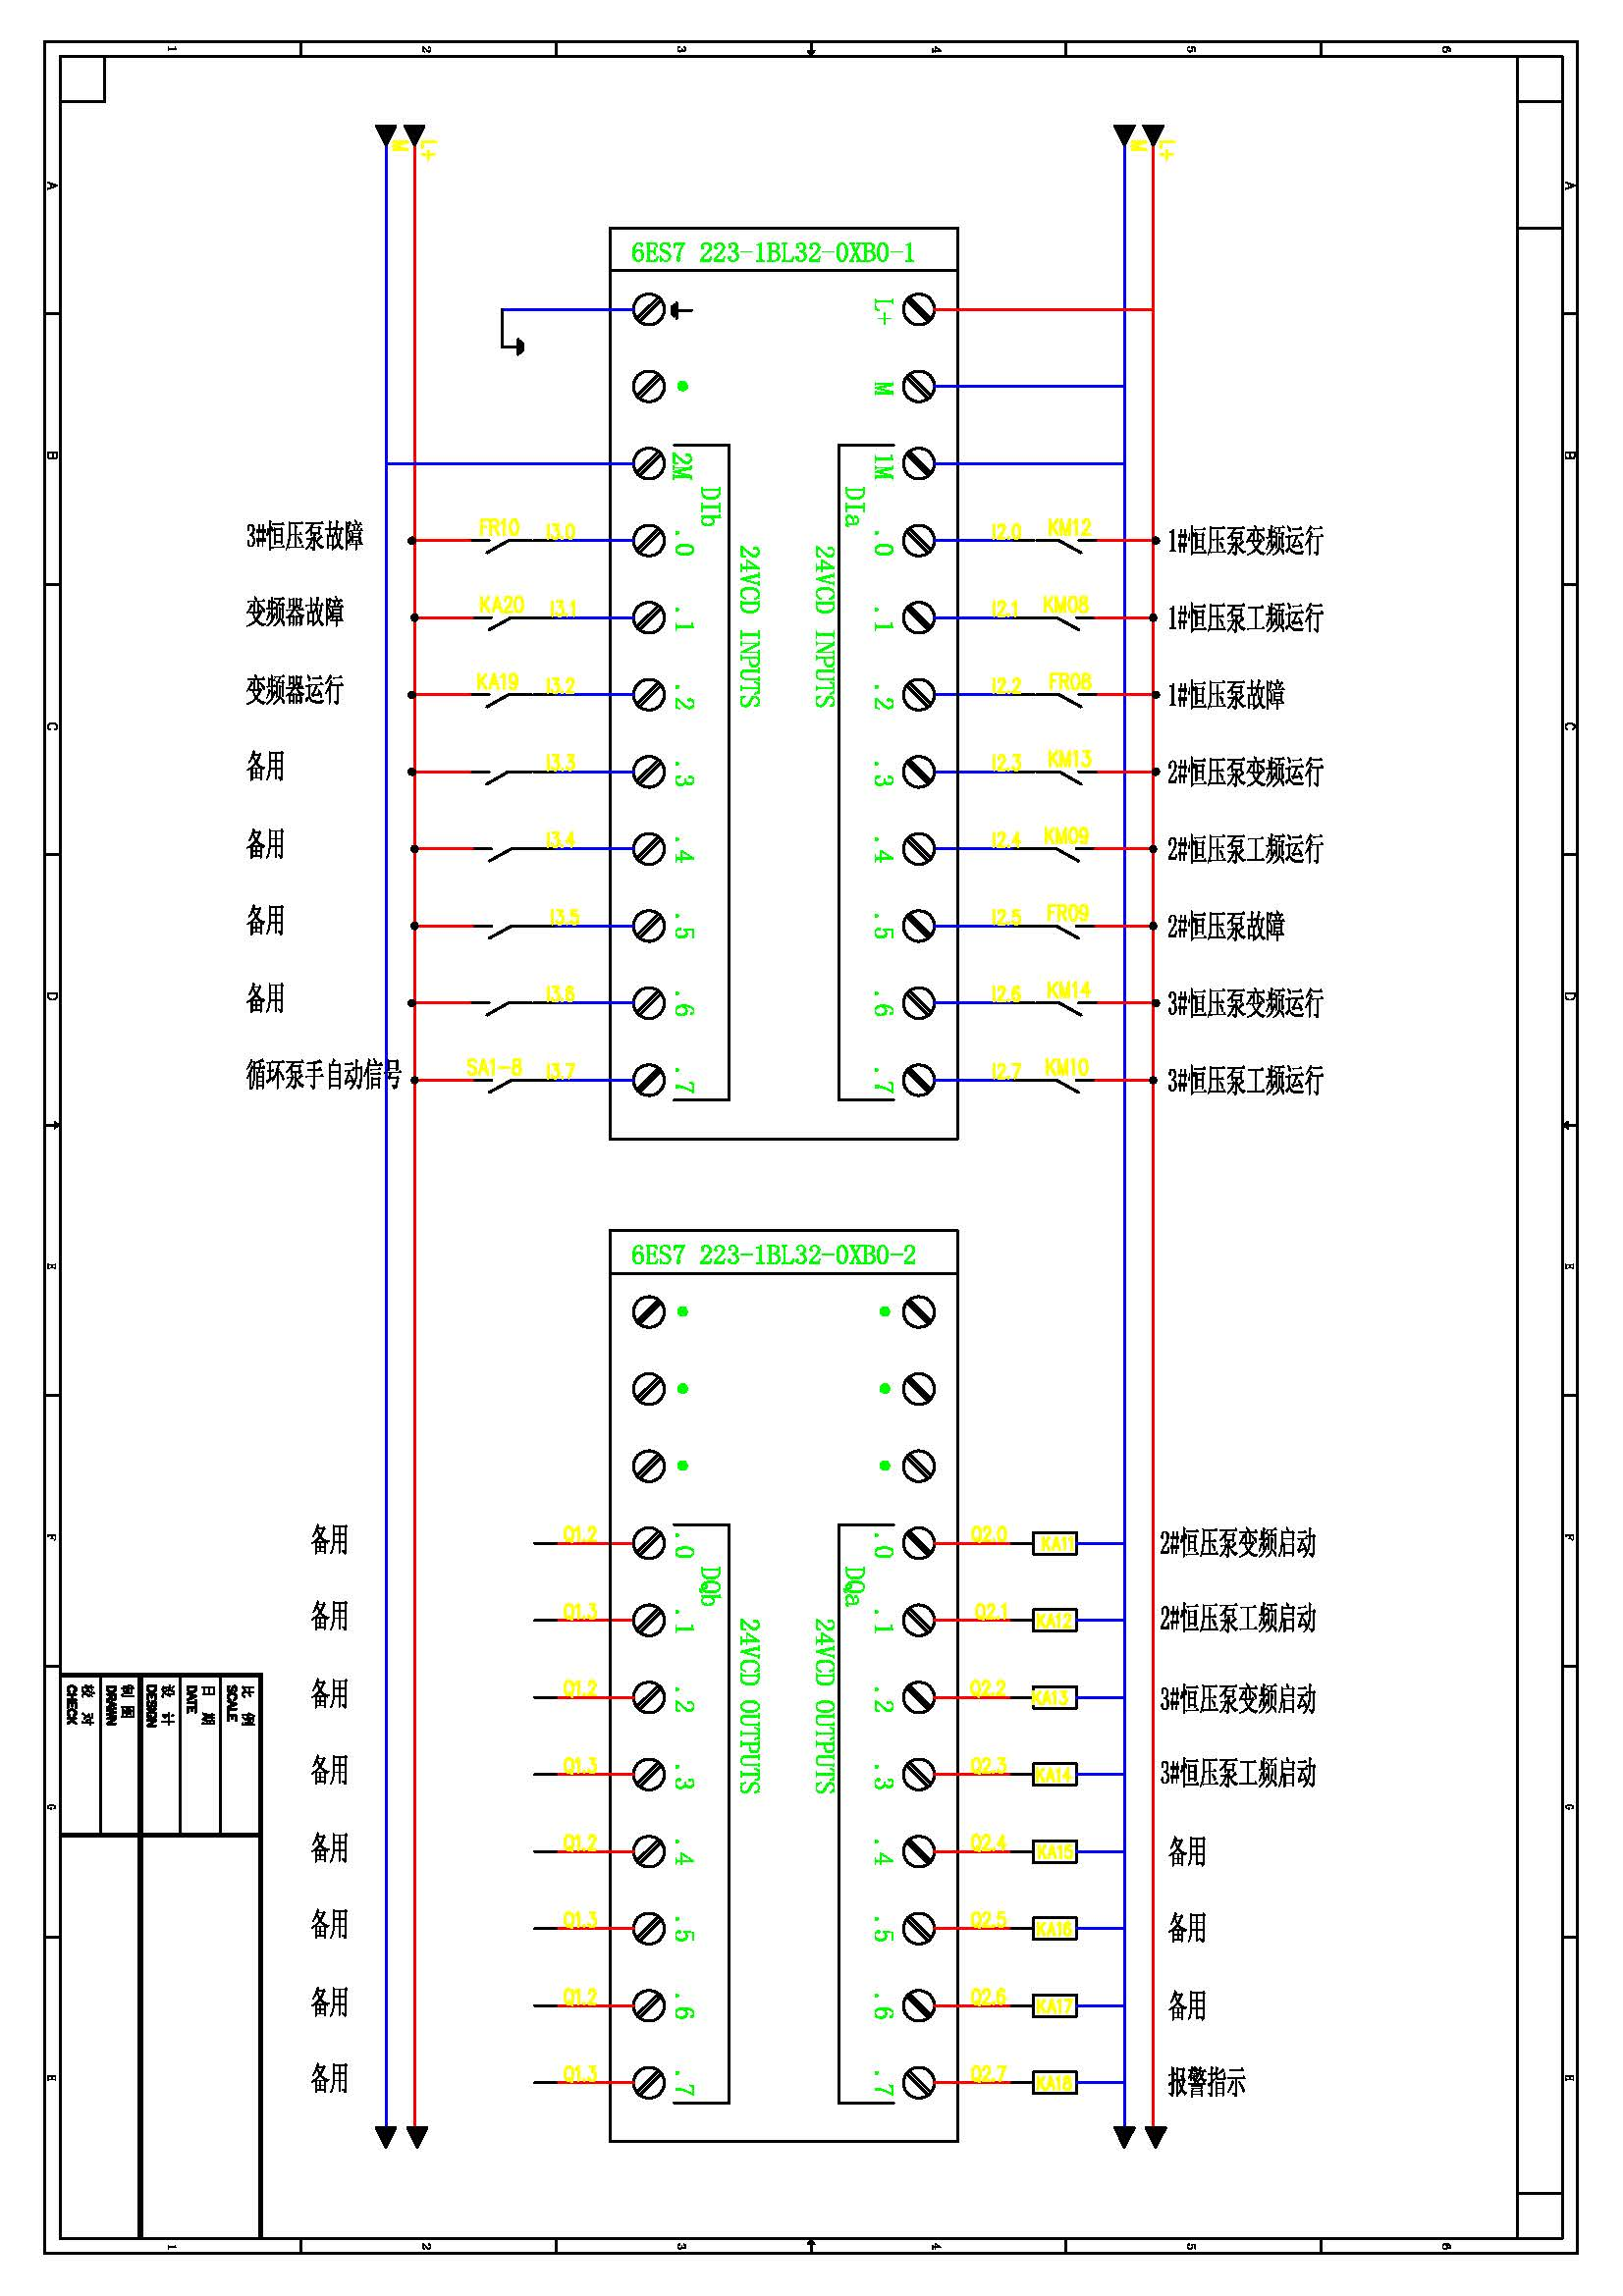 1 2 3 4 5 6
M L+ M L+
A A
6ES7 223-1BL32-0XB0-1
L+
M
B B
2M 1M
DIb DIa
24VCD INPUTS 24VCD INPUTS
3#恒压泵故障 FR10 I3.0 .0 .0 I2.0 KM12 1#恒压泵变频运行
变频器故障 KA20 I3.1 .1 .1 I2.1 KM08 1#恒压泵工频运行
变频器运行 KA19 I3.2 .2 .2 I2.2 FR08 1#恒压泵故障
C C
备用 I3.3 .3 .3 I2.3 KM13 2#恒压泵变频运行
备用 I3.4 .4 .4 I2.4 KM09 2#恒压泵工频运行
备用 I3.5 .5 .5 I2.5 FR09 2#恒压泵故障
D D
备用 I3.6 .6 .6 I2.6 KM14 3#恒压泵变频运行
循环泵手自动信号 SA1-8 I3.7 .7 .7 I2.7 KM10 3#恒压泵工频运行
6ES7 223-1BL32-0XB0-2
E E
F F
DQb DQa
24VCD OUTPUTS 24VCD OUTPUTS
备用 Q1.2 .0 .0 Q2.0 KA11 2#恒压泵变频启动
备用 Q1.3 .1 .1 Q2.1 KA12 2#恒压泵工频启动
备用 Q1.2 .2 .2 Q2.2 KA13 3#恒压泵变频启动
备用 Q1.3 .3 .3 Q2.3 KA14 3#恒压泵工频启动
G G
备用 Q1.2 .4 .4 Q2.4 KA15 备用
备用 Q1.3 .5 .5 Q2.5 KA16 备用
备用 Q1.2 .6 .6 Q2.6 KA17 备用
备用 Q1.3 .7 .7 Q2.7 KA18 报警指示
H H
比 例
SCALE
日 期
DATE
设 计
DESIGN
制 图
DRAWN
校 对
CHECK
1 2 3 4 5 6